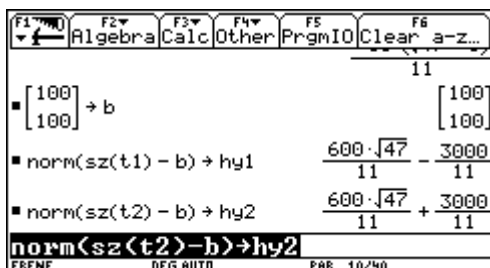 F1 F2 F3 F4 F5 F6
Algebra Calc Other PrgmIO Clear a-z…
11
[100] [100]
[100] → b [100]
norm(sz(t1) - b) → hy1 600·√47/11 - 3000/11
norm(sz(t2) - b) → hy2 600·√47/11 + 3000/11
norm(sz(t2)-b)→hy2
EBENE DEG AUTO PAR 10/40